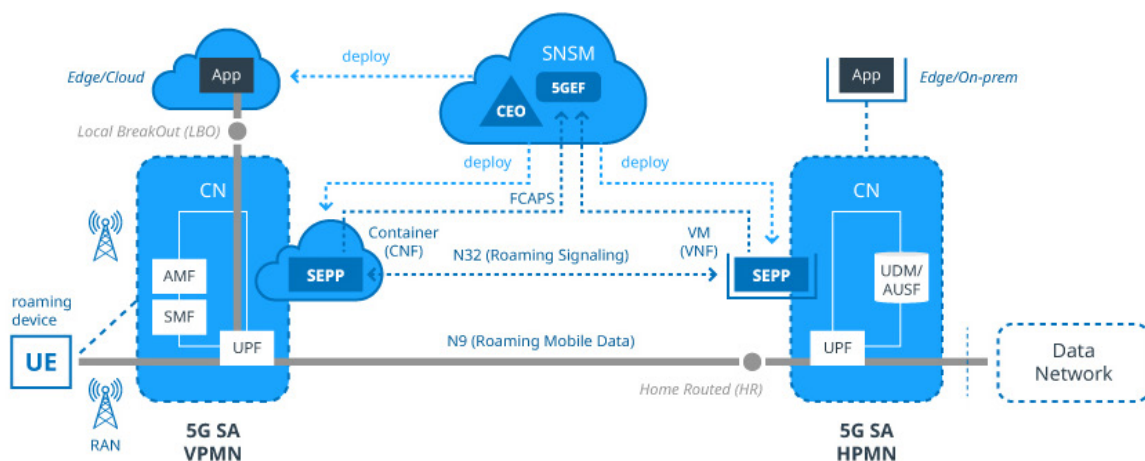 SNSM
5GEF
CEO
deploy
Edge/Cloud
App
App
Edge/On-prem
Local BreakOut (LBO)
deploy
deploy
CN
CN
FCAPS
Container
(CNF)
VM
(VNF)
N32 (Roaming Signaling)
SEPP
SEPP
AMF
SMF
UPF
UDM/
AUSF
roaming
device
UE
N9 (Roaming Mobile Data)
UPF
Home Routed (HR)
Data
Network
RAN
5G SA
VPMN
5G SA
HPMN